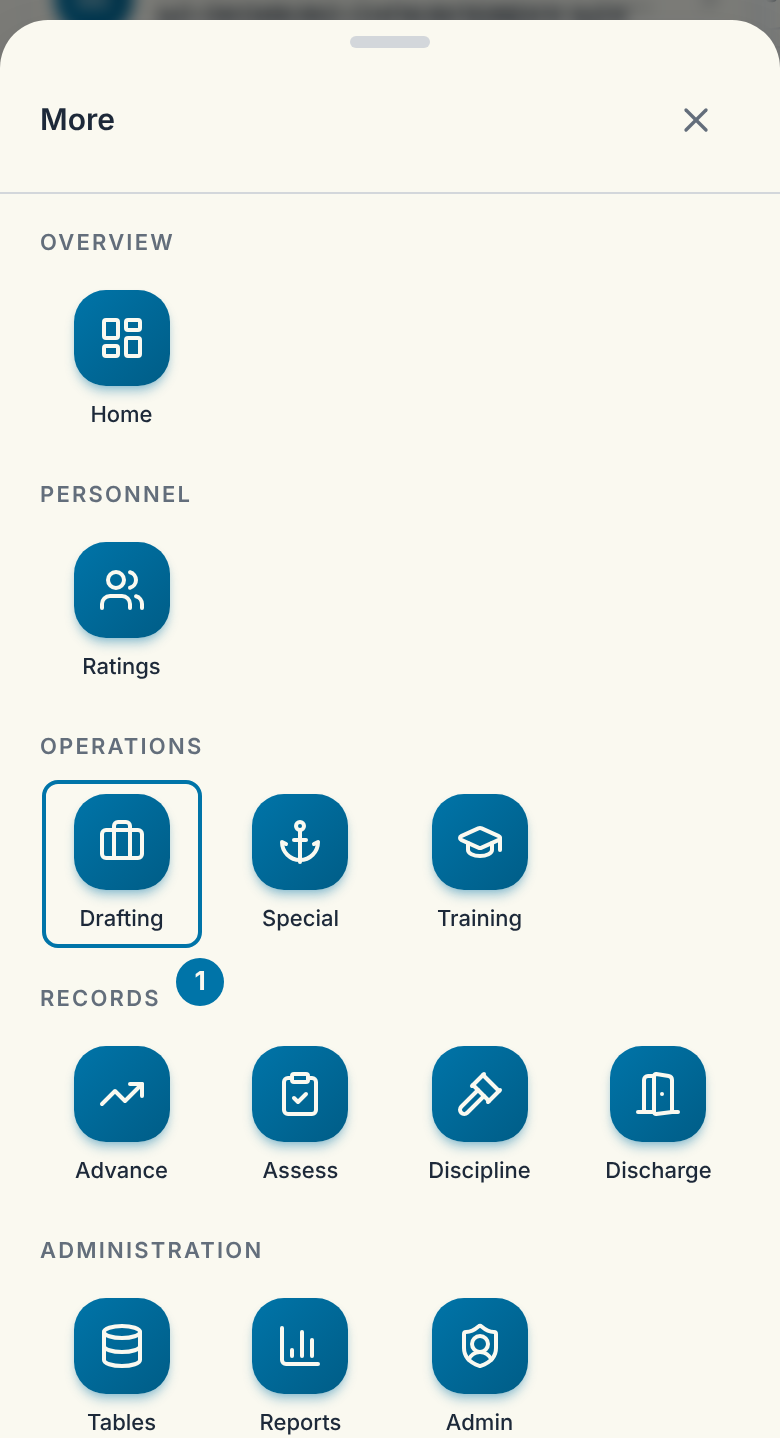 More
OVERVIEW
Home
PERSONNEL
Ratings
OPERATIONS
Drafting Special Training
1
RECORDS
Advance Assess Discipline Discharge
ADMINISTRATION
Tables Reports Admin